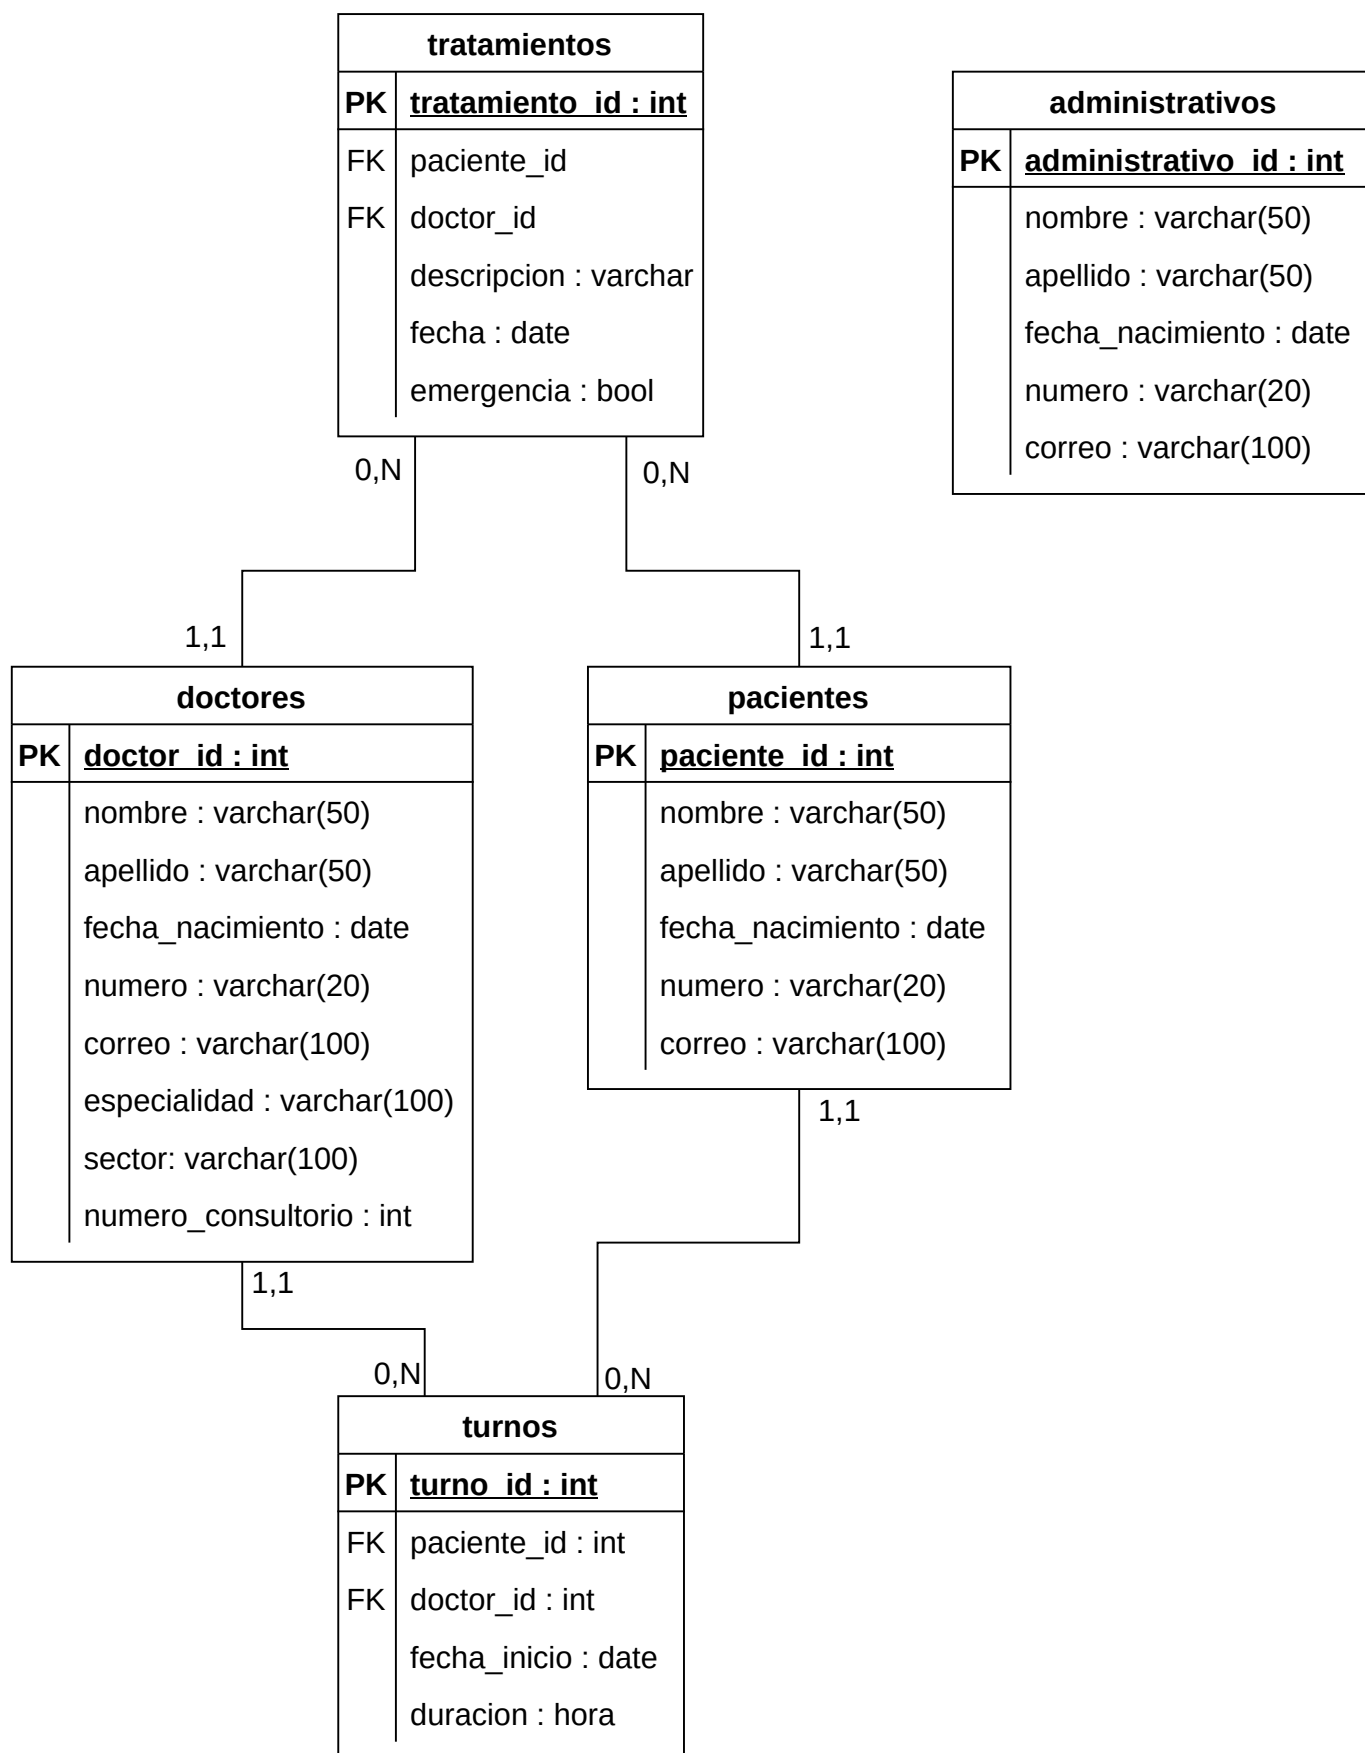 tratamientos
PK tratamiento_id : int
FK paciente_id
FK doctor_id
descripcion : varchar
fecha : date
emergencia : bool
administrativos
PK administrativo_id : int
nombre : varchar(50)
apellido : varchar(50)
fecha_nacimiento : date
numero : varchar(20)
correo : varchar(100)
0,N
0,N
1,1
1,1
doctores
PK doctor_id : int
nombre : varchar(50)
apellido : varchar(50)
fecha_nacimiento : date
numero : varchar(20)
correo : varchar(100)
especialidad : varchar(100)
sector: varchar(100)
numero_consultorio : int
pacientes
PK paciente_id : int
nombre : varchar(50)
apellido : varchar(50)
fecha_nacimiento : date
numero : varchar(20)
correo : varchar(100)
1,1
1,1
0,N
0,N
turnos
PK turno_id : int
FK paciente_id : int
FK doctor_id : int
fecha_inicio : date
duracion : hora